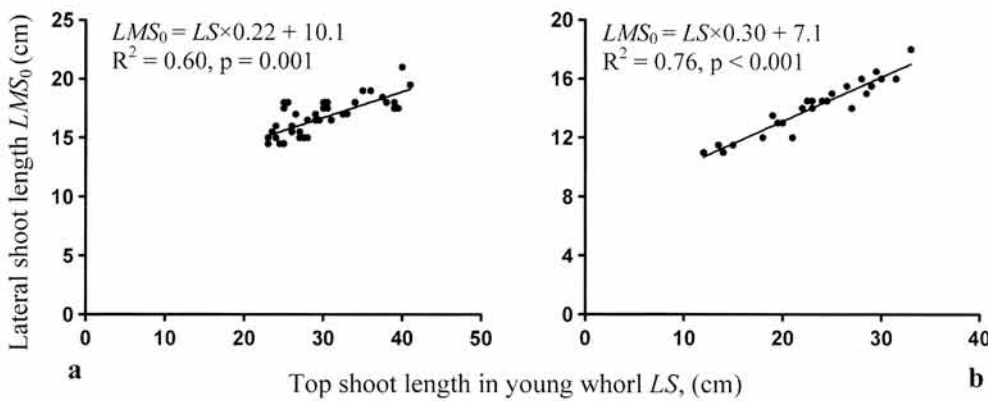 LMS₀ = LS×0.22 + 10.1
R² = 0.60, p = 0.001
LMS₀ = LS×0.30 + 7.1
R² = 0.76, p < 0.001
Lateral shoot length LMS₀ (cm)
25
20
15
10
5
0
0 10 20 30 40 50
20
16
12
8
4
0
0 10 20 30 40
a
b
Top shoot length in young whorl LS, (cm)